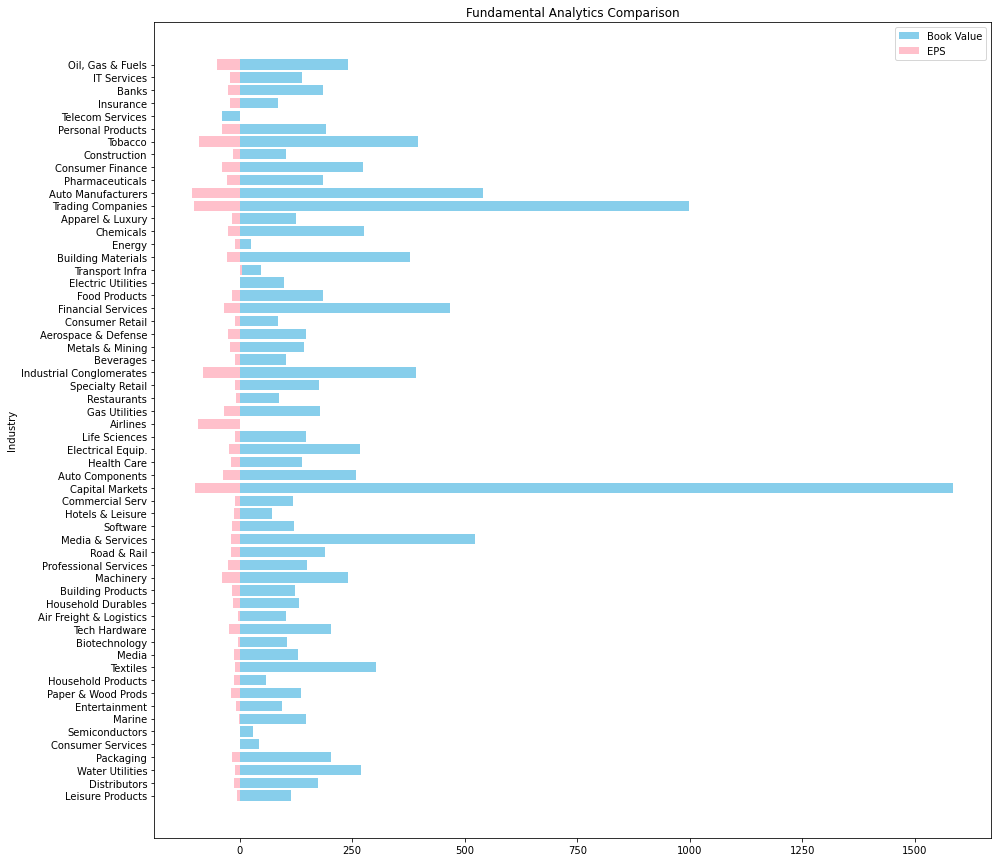 Fundamental Analytics Comparison
Book Value
EPS
Oil, Gas & Fuels
IT Services
Banks
Insurance
Telecom Services
Personal Products
Tobacco
Construction
Consumer Finance
Pharmaceuticals
Auto Manufacturers
Trading Companies
Apparel & Luxury
Chemicals
Energy
Building Materials
Transport Infra
Electric Utilities
Food Products
Financial Services
Consumer Retail
Aerospace & Defense
Metals & Mining
Beverages
Industrial Conglomerates
Specialty Retail
Restaurants
Gas Utilities
Airlines
Life Sciences
Electrical Equip.
Health Care
Auto Components
Capital Markets
Commercial Serv
Hotels & Leisure
Software
Media & Services
Road & Rail
Professional Services
Machinery
Building Products
Household Durables
Air Freight & Logistics
Tech Hardware
Biotechnology
Media
Textiles
Household Products
Paper & Wood Prods
Entertainment
Marine
Semiconductors
Consumer Services
Packaging
Water Utilities
Distributors
Leisure Products
Industry
0 250 500 750 1000 1250 1500